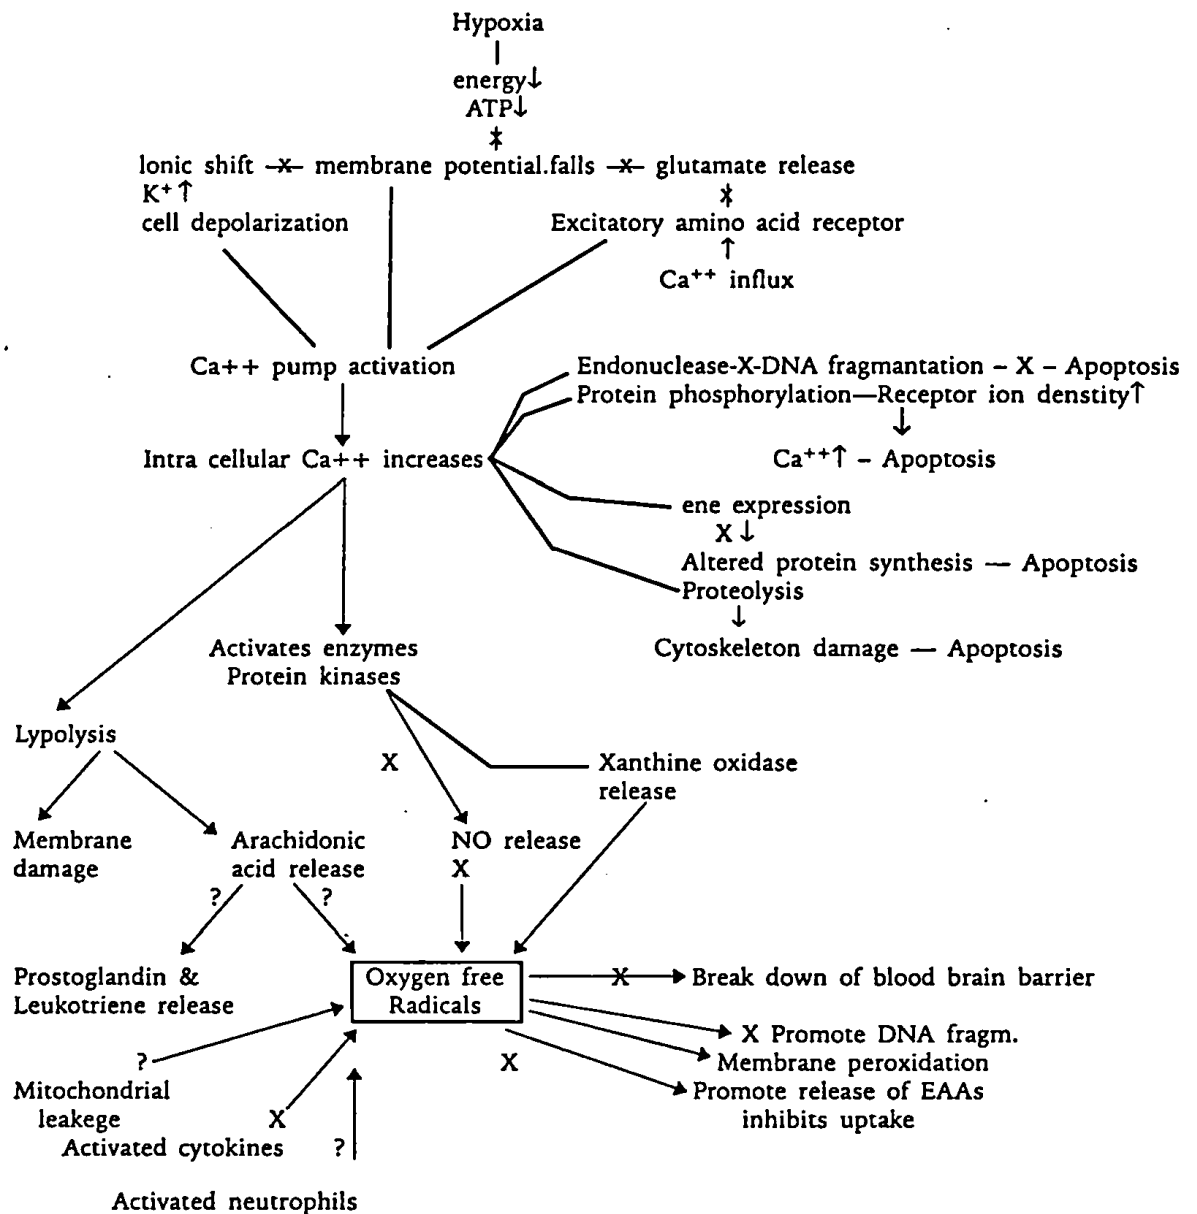 Hypoxia
energy↓
ATP↓
Ionic shift -X- membrane potential.falls -X- glutamate release
X
K⁺↑
X
cell depolarization
Excitatory amino acid receptor
↑
Ca⁺⁺ influx
Ca++ pump activation
Endonuclease-X-DNA fragmantation – X – Apoptosis
Protein phosphorylation—Receptor ion denstity↑
↓
Intra cellular Ca++ increases
Ca⁺⁺↑ – Apoptosis
ene expression
X ↓
Altered protein synthesis — Apoptosis
Proteolysis
↓
Cytoskeleton damage — Apoptosis
Activates enzymes
Protein kinases
Lypolysis
X
Xanthine oxidase
release
Membrane
damage
Arachidonic
acid release
NO release
X
? ?
Prostoglandin &
Leukotriene release
Oxygen free
Radicals
X
Break down of blood brain barrier
X Promote DNA fragm.
?
X
Membrane peroxidation
Mitochondrial
leakege
Promote release of EAAs
inhibits uptake
X
Activated cytokines
?
Activated neutrophils